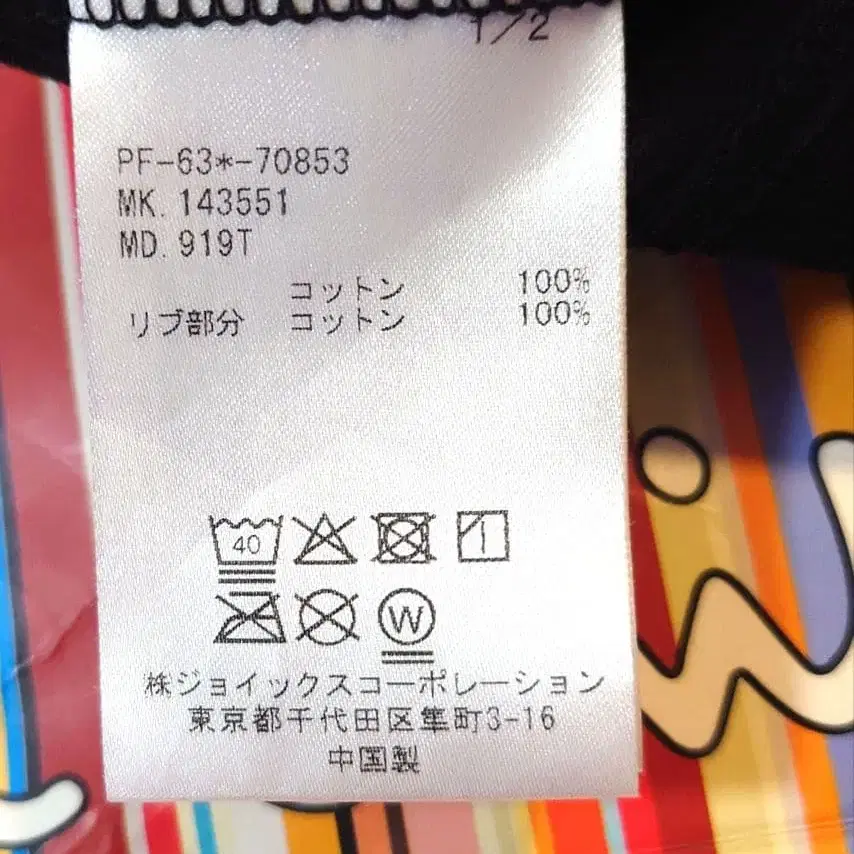 1/2
PF-63*-70853
MK. 143551
MD. 919T
コットン 100%
リブ部分 コットン 100%
40
W
株ジョイックスコーポレーション
東京都千代田区隼町3-16
中国製